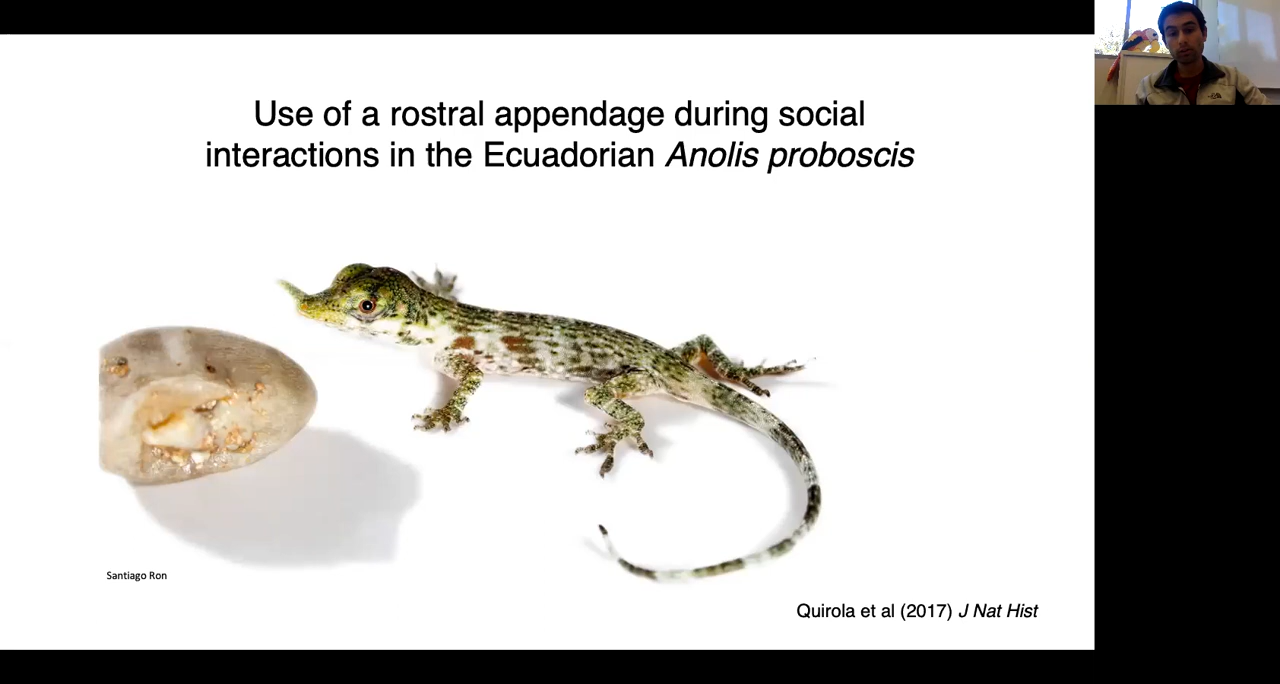 Use of a rostral appendage during social
interactions in the Ecuadorian Anolis proboscis
Santiago Ron
Quirola et al (2017) J Nat Hist